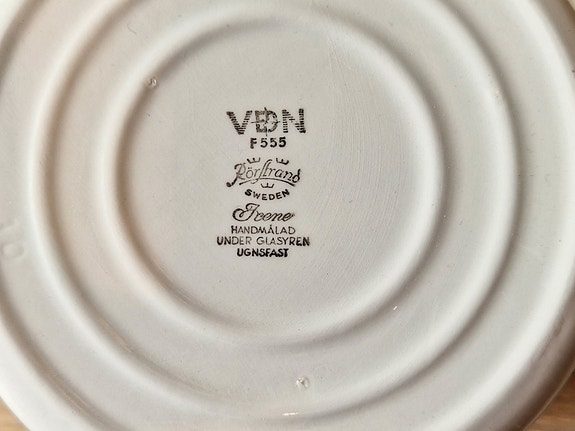 VDN
F555
Rörstrand
SWEDEN
Irene
HANDMÅLAD
UNDER GLASYREN
UGNSFAST